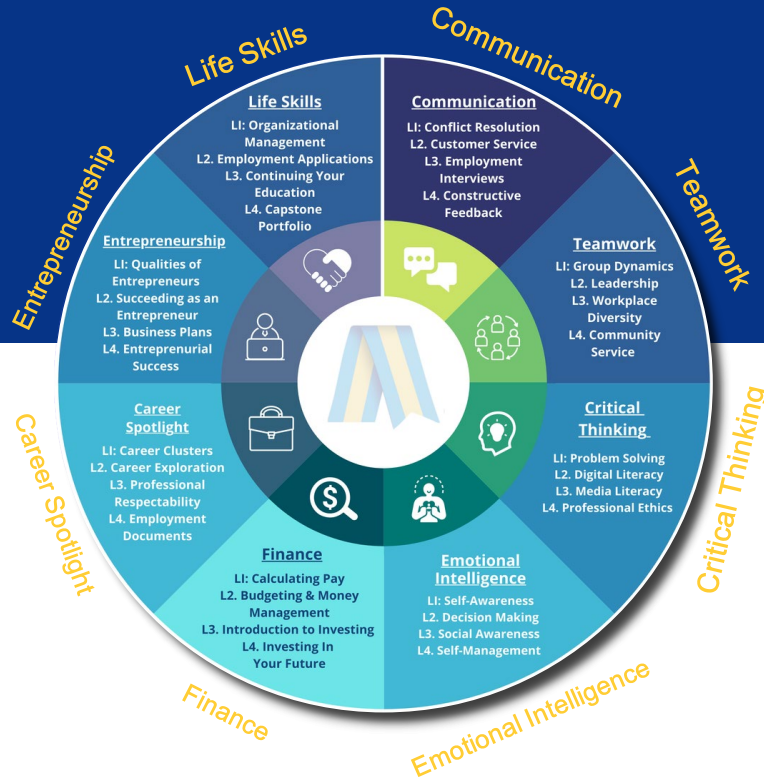 Life Skills
Communication
Teamwork
Critical Thinking
Emotional Intelligence
Finance
Career Spotlight
Entrepreneurship
Life Skills
LI: Organizational
Management
L2. Employment Applications
L3. Continuing Your
Education
L4. Capstone
Portfolio
Communication
LI: Conflict Resolution
L2. Customer Service
L3. Employment
Interviews
L4. Constructive
Feedback
Teamwork
LI: Group Dynamics
L2. Leadership
L3. Workplace
Diversity
L4. Community
Service
Critical
Thinking
LI: Problem Solving
L2. Digital Literacy
L3. Media Literacy
L4. Professional Ethics
Emotional
Intelligence
LI: Self-Awareness
L2. Decision Making
L3. Social Awareness
L4. Self-Management
Finance
LI: Calculating Pay
L2. Budgeting & Money
Management
L3. Introduction to Investing
L4. Investing In
Your Future
Career
Spotlight
LI: Career Clusters
L2. Career Exploration
L3. Professional
Respectability
L4. Employment
Documents
Entrepreneurship
LI: Qualities of
Entrepreneurs
L2. Succeeding as an
Entrepreneur
L3. Business Plans
L4. Entreprenurial
Success